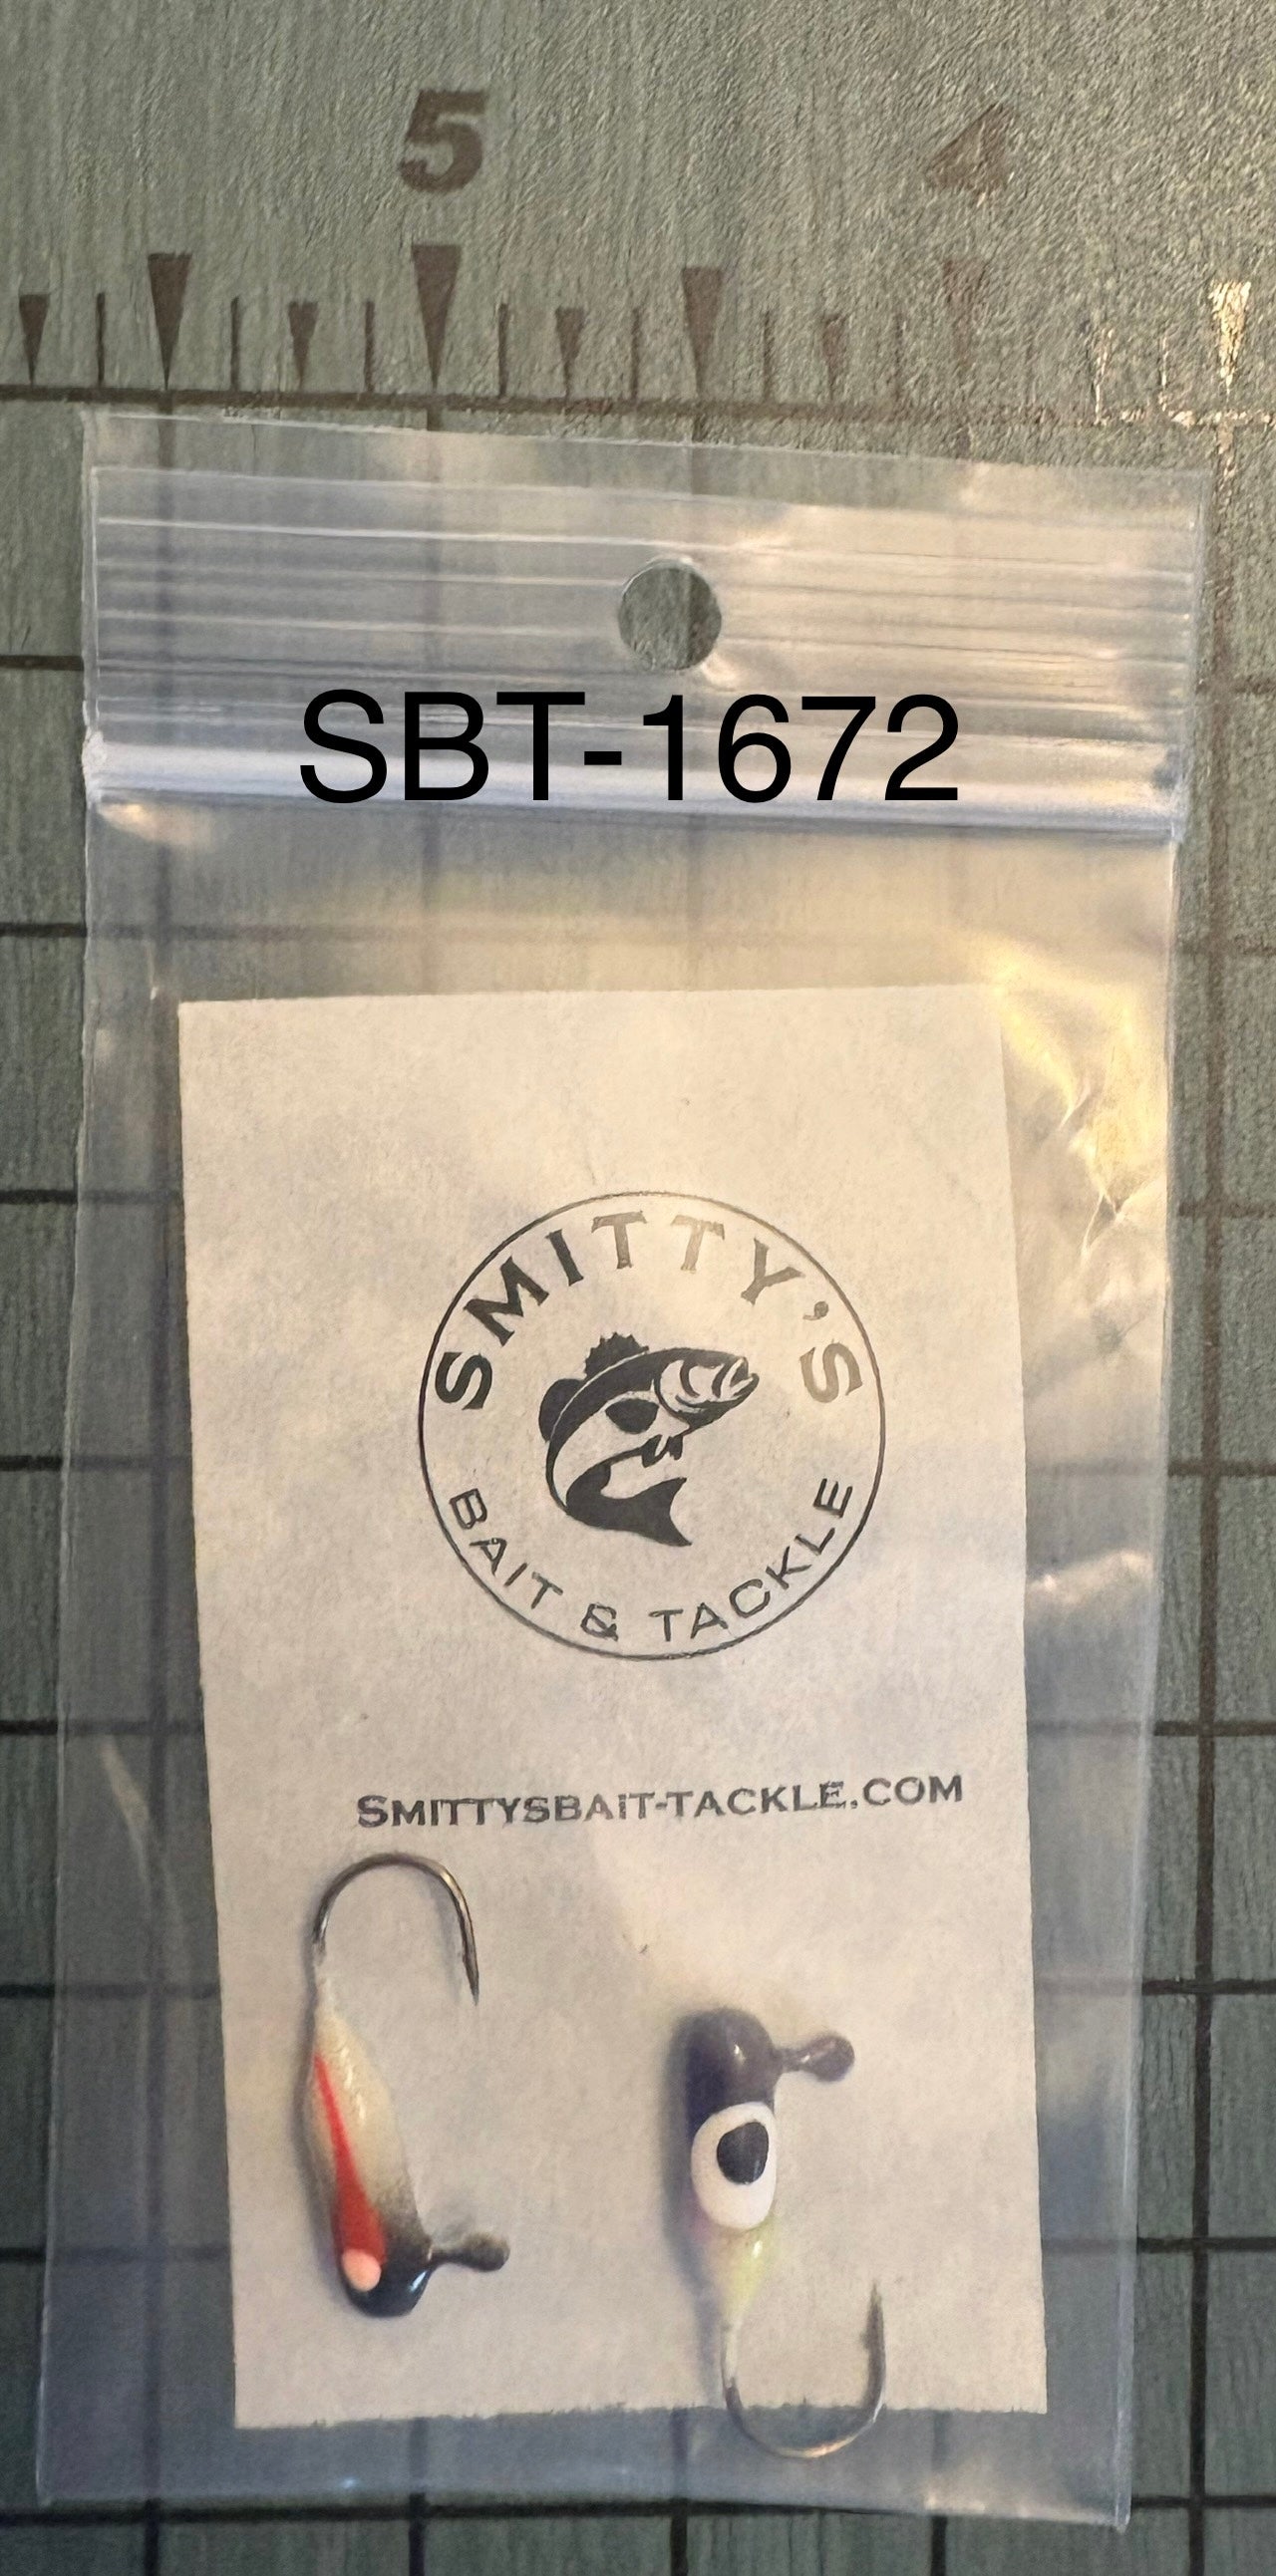 5 4
SBT-1672
SMITTY'S
BAIT & TACKLE
SMITTYSBAIT-TACKLE.COM